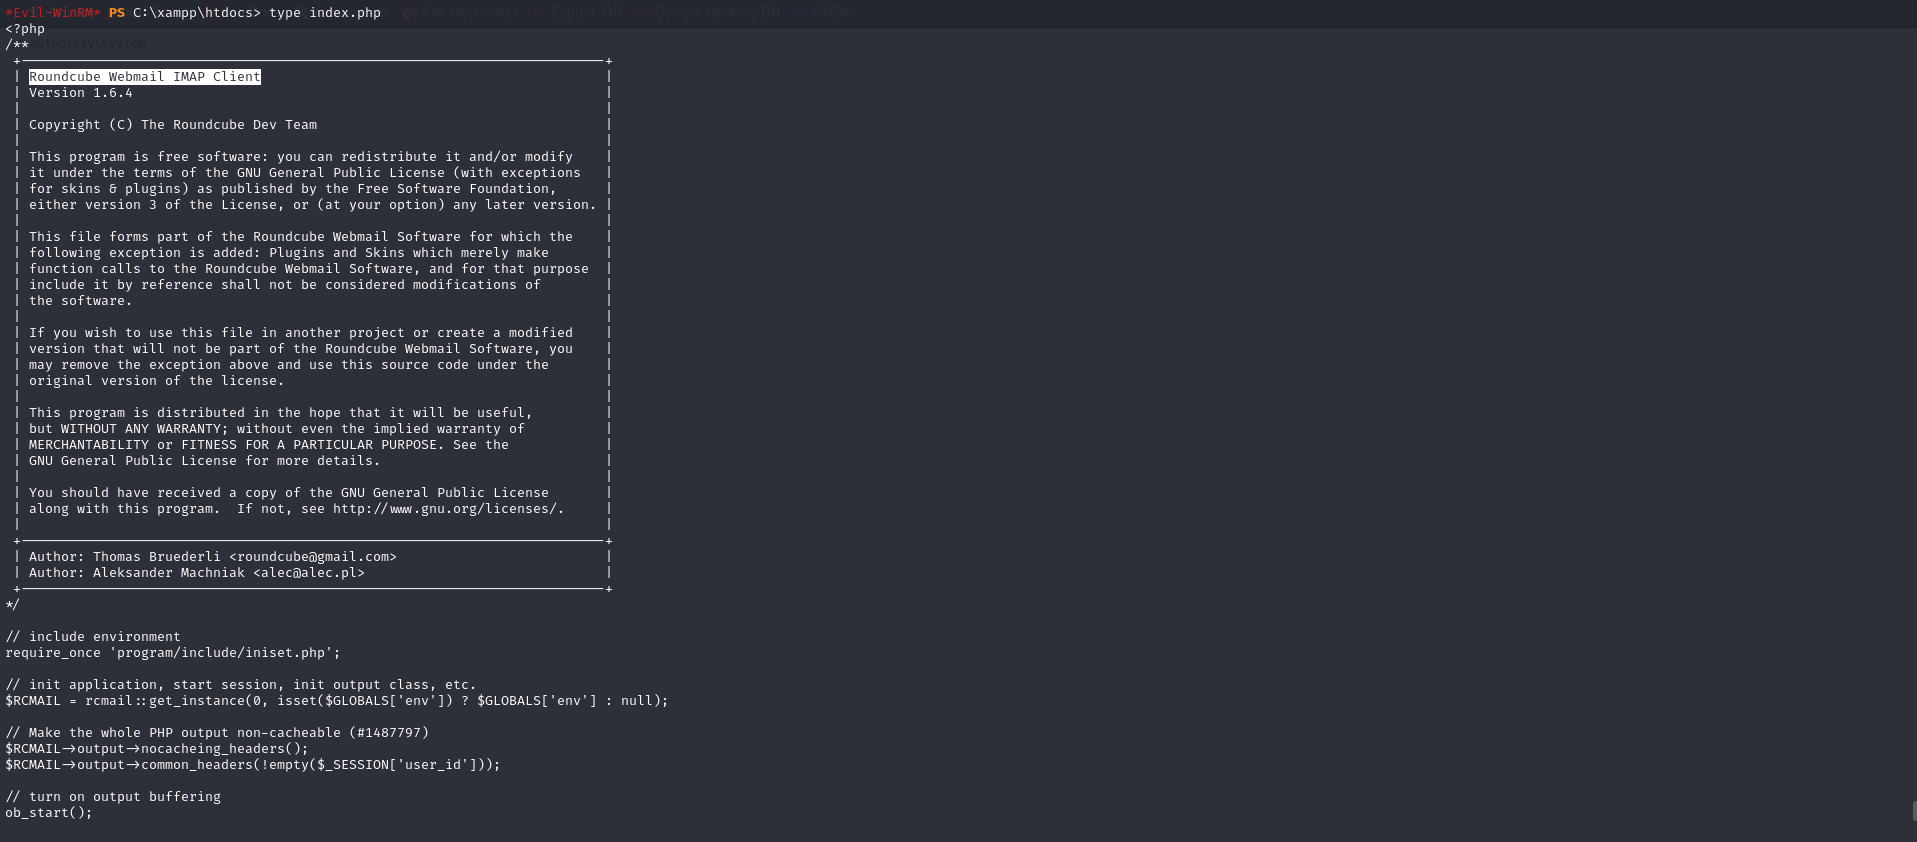 *Evil-WinRM* PS C:\xampp\htdocs> type index.php
Kali NetHunter Exploit-DB Google Hacking DB OffSec
<?php
/**
authority\system
+------------------------------------------------------------------------+
| Roundcube Webmail IMAP Client |
| Version 1.6.4 |
| |
| Copyright (C) The Roundcube Dev Team |
| |
| This program is free software: you can redistribute it and/or modify |
| it under the terms of the GNU General Public License (with exceptions |
| for skins & plugins) as published by the Free Software Foundation, |
| either version 3 of the License, or (at your option) any later version. |
| |
| This file forms part of the Roundcube Webmail Software for which the |
| following exception is added: Plugins and Skins which merely make |
| function calls to the Roundcube Webmail Software, and for that purpose |
| include it by reference shall not be considered modifications of |
| the software. |
| |
| If you wish to use this file in another project or create a modified |
| version that will not be part of the Roundcube Webmail Software, you |
| may remove the exception above and use this source code under the |
| original version of the license. |
| |
| This program is distributed in the hope that it will be useful, |
| but WITHOUT ANY WARRANTY; without even the implied warranty of |
| MERCHANTABILITY or FITNESS FOR A PARTICULAR PURPOSE. See the |
| GNU General Public License for more details. |
| |
| You should have received a copy of the GNU General Public License |
| along with this program.  If not, see http://www.gnu.org/licenses/. |
| |
+------------------------------------------------------------------------+
| Author: Thomas Bruederli <roundcube@gmail.com> |
| Author: Aleksander Machniak <alec@alec.pl> |
+------------------------------------------------------------------------+
*/
// include environment
require_once 'program/include/iniset.php';
// init application, start session, init output class, etc.
$RCMAIL = rcmail::get_instance(0, isset($GLOBALS['env']) ? $GLOBALS['env'] : null);
// Make the whole PHP output non-cacheable (#1487797)
$RCMAIL->output->nocacheing_headers();
$RCMAIL->output->common_headers(!empty($_SESSION['user_id']));
// turn on output buffering
ob_start();